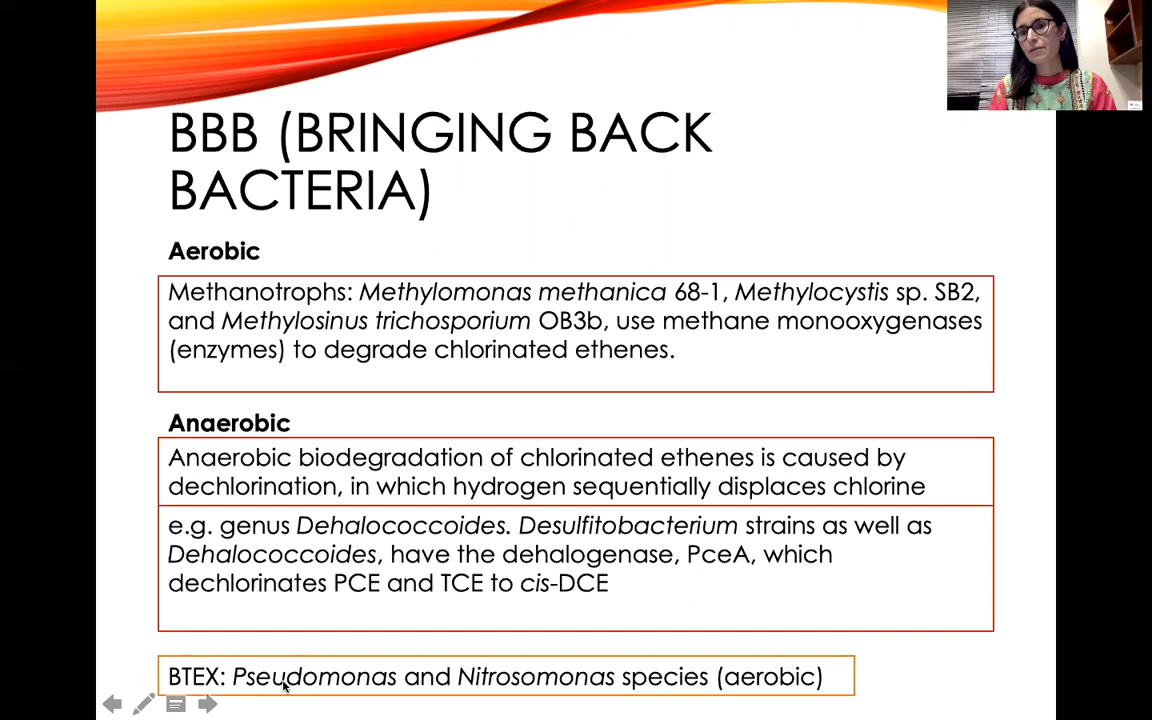 BBB (BRINGING BACK
BACTERIA)
Aerobic
Methanotrophs: Methylomonas methanica 68-1, Methylocystis sp. SB2,
and Methylosinus trichosporium OB3b, use methane monooxygenases
(enzymes) to degrade chlorinated ethenes.
Anaerobic
Anaerobic biodegradation of chlorinated ethenes is caused by
dechlorination, in which hydrogen sequentially displaces chlorine
e.g. genus Dehalococcoides. Desulfitobacterium strains as well as
Dehalococcoides, have the dehalogenase, PceA, which
dechlorinates PCE and TCE to cis-DCE
BTEX: Pseudomonas and Nitrosomonas species (aerobic)